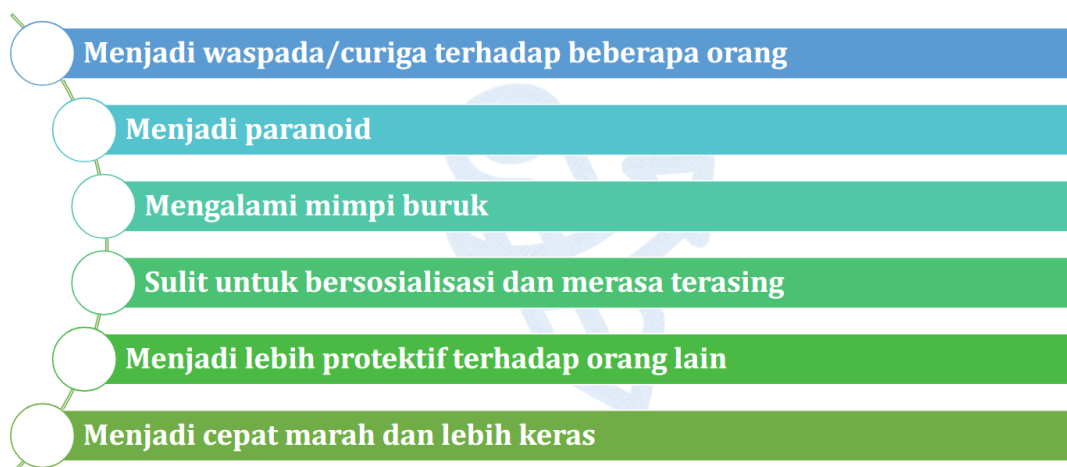 Menjadi waspada/curiga terhadap beberapa orang
Menjadi paranoid
Mengalami mimpi buruk
Sulit untuk bersosialisasi dan merasa terasing
Menjadi lebih protektif terhadap orang lain
Menjadi cepat marah dan lebih keras